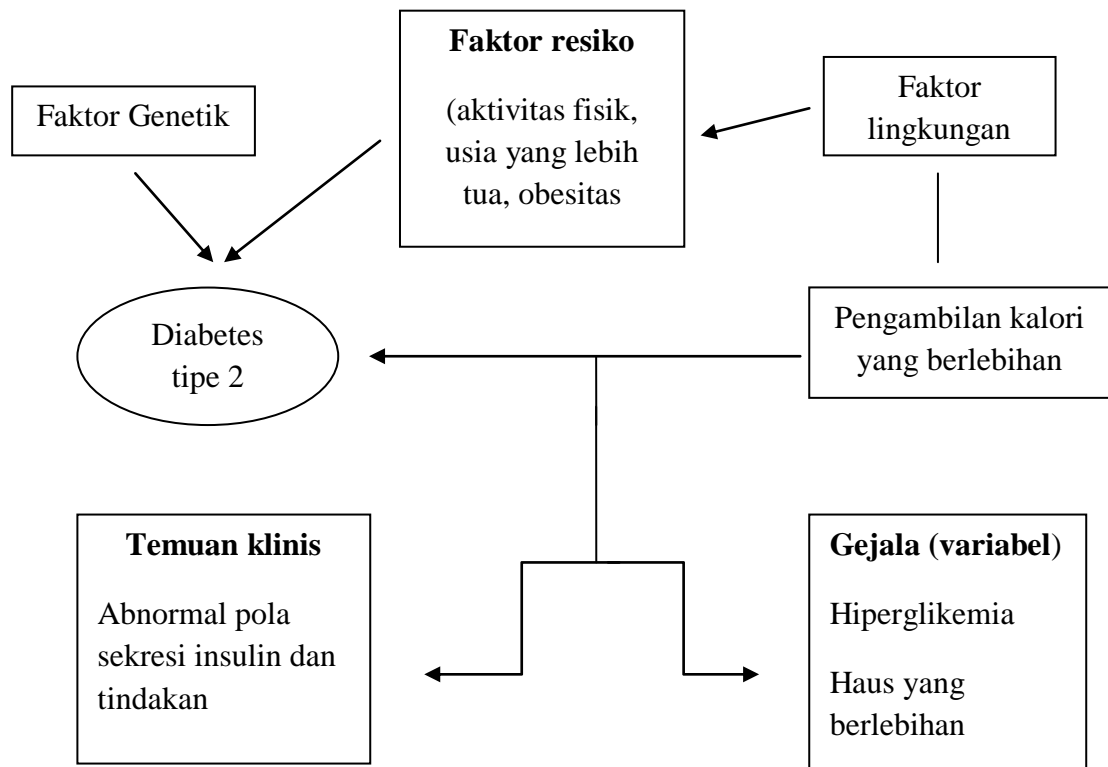 Faktor resiko
(aktivitas fisik,
usia yang lebih
tua, obesitas
Faktor Genetik
Faktor
lingkungan
Diabetes
tipe 2
Pengambilan kalori
yang berlebihan
Temuan klinis
Abnormal pola
sekresi insulin dan
tindakan
Gejala (variabel)
Hiperglikemia
Haus yang
berlebihan